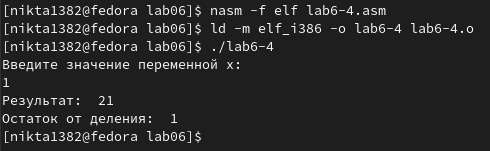 [nikta1382@fedora lab06]$ nasm -f elf lab6-4.asm
[nikta1382@fedora lab06]$ ld -m elf_i386 -o lab6-4 lab6-4.o
[nikta1382@fedora lab06]$ ./lab6-4
Введите значение переменной x:
1
Результат:  21
Остаток от деления:  1
[nikta1382@fedora lab06]$